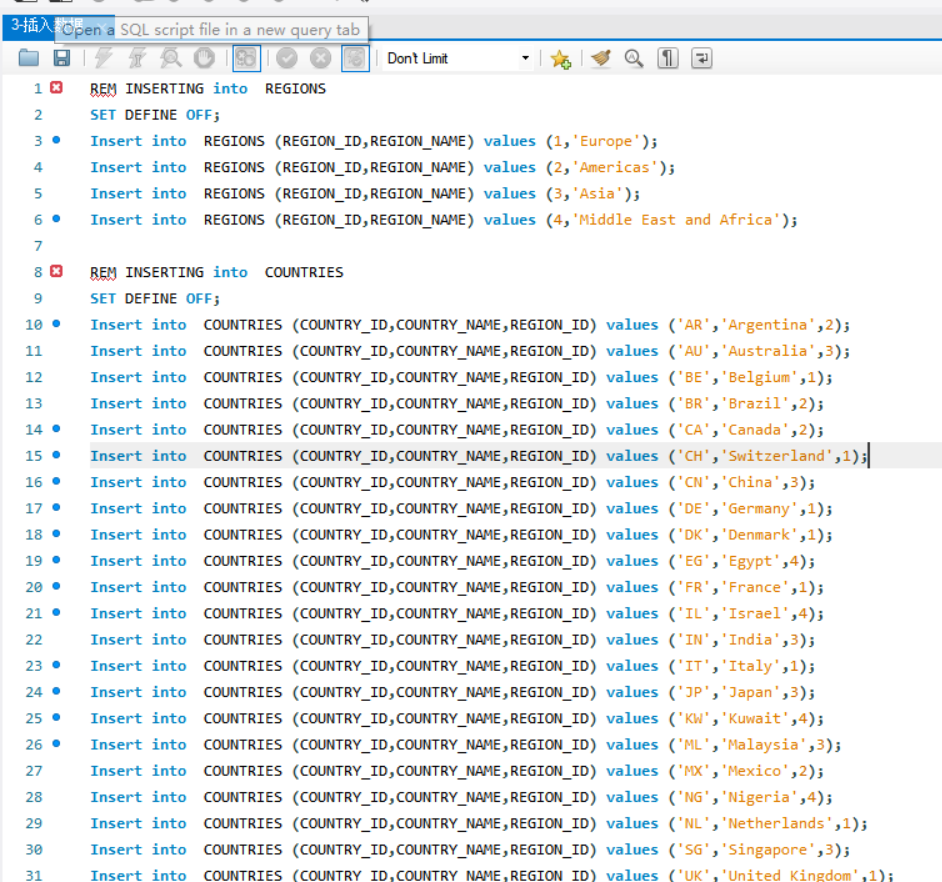 3-插入数据
Open a SQL script file in a new query tab
Don't Limit
1 REM INSERTING into  REGIONS
2 SET DEFINE OFF;
3 Insert into  REGIONS (REGION_ID,REGION_NAME) values (1,'Europe');
4 Insert into  REGIONS (REGION_ID,REGION_NAME) values (2,'Americas');
5 Insert into  REGIONS (REGION_ID,REGION_NAME) values (3,'Asia');
6 Insert into  REGIONS (REGION_ID,REGION_NAME) values (4,'Middle East and Africa');
7
8 REM INSERTING into  COUNTRIES
9 SET DEFINE OFF;
10 Insert into  COUNTRIES (COUNTRY_ID,COUNTRY_NAME,REGION_ID) values ('AR','Argentina',2);
11 Insert into  COUNTRIES (COUNTRY_ID,COUNTRY_NAME,REGION_ID) values ('AU','Australia',3);
12 Insert into  COUNTRIES (COUNTRY_ID,COUNTRY_NAME,REGION_ID) values ('BE','Belgium',1);
13 Insert into  COUNTRIES (COUNTRY_ID,COUNTRY_NAME,REGION_ID) values ('BR','Brazil',2);
14 Insert into  COUNTRIES (COUNTRY_ID,COUNTRY_NAME,REGION_ID) values ('CA','Canada',2);
15 Insert into  COUNTRIES (COUNTRY_ID,COUNTRY_NAME,REGION_ID) values ('CH','Switzerland',1);
16 Insert into  COUNTRIES (COUNTRY_ID,COUNTRY_NAME,REGION_ID) values ('CN','China',3);
17 Insert into  COUNTRIES (COUNTRY_ID,COUNTRY_NAME,REGION_ID) values ('DE','Germany',1);
18 Insert into  COUNTRIES (COUNTRY_ID,COUNTRY_NAME,REGION_ID) values ('DK','Denmark',1);
19 Insert into  COUNTRIES (COUNTRY_ID,COUNTRY_NAME,REGION_ID) values ('EG','Egypt',4);
20 Insert into  COUNTRIES (COUNTRY_ID,COUNTRY_NAME,REGION_ID) values ('FR','France',1);
21 Insert into  COUNTRIES (COUNTRY_ID,COUNTRY_NAME,REGION_ID) values ('IL','Israel',4);
22 Insert into  COUNTRIES (COUNTRY_ID,COUNTRY_NAME,REGION_ID) values ('IN','India',3);
23 Insert into  COUNTRIES (COUNTRY_ID,COUNTRY_NAME,REGION_ID) values ('IT','Italy',1);
24 Insert into  COUNTRIES (COUNTRY_ID,COUNTRY_NAME,REGION_ID) values ('JP','Japan',3);
25 Insert into  COUNTRIES (COUNTRY_ID,COUNTRY_NAME,REGION_ID) values ('KW','Kuwait',4);
26 Insert into  COUNTRIES (COUNTRY_ID,COUNTRY_NAME,REGION_ID) values ('ML','Malaysia',3);
27 Insert into  COUNTRIES (COUNTRY_ID,COUNTRY_NAME,REGION_ID) values ('MX','Mexico',2);
28 Insert into  COUNTRIES (COUNTRY_ID,COUNTRY_NAME,REGION_ID) values ('NG','Nigeria',4);
29 Insert into  COUNTRIES (COUNTRY_ID,COUNTRY_NAME,REGION_ID) values ('NL','Netherlands',1);
30 Insert into  COUNTRIES (COUNTRY_ID,COUNTRY_NAME,REGION_ID) values ('SG','Singapore',3);
31 Insert into  COUNTRIES (COUNTRY_ID,COUNTRY_NAME,REGION_ID) values ('UK','United Kingdom',1);